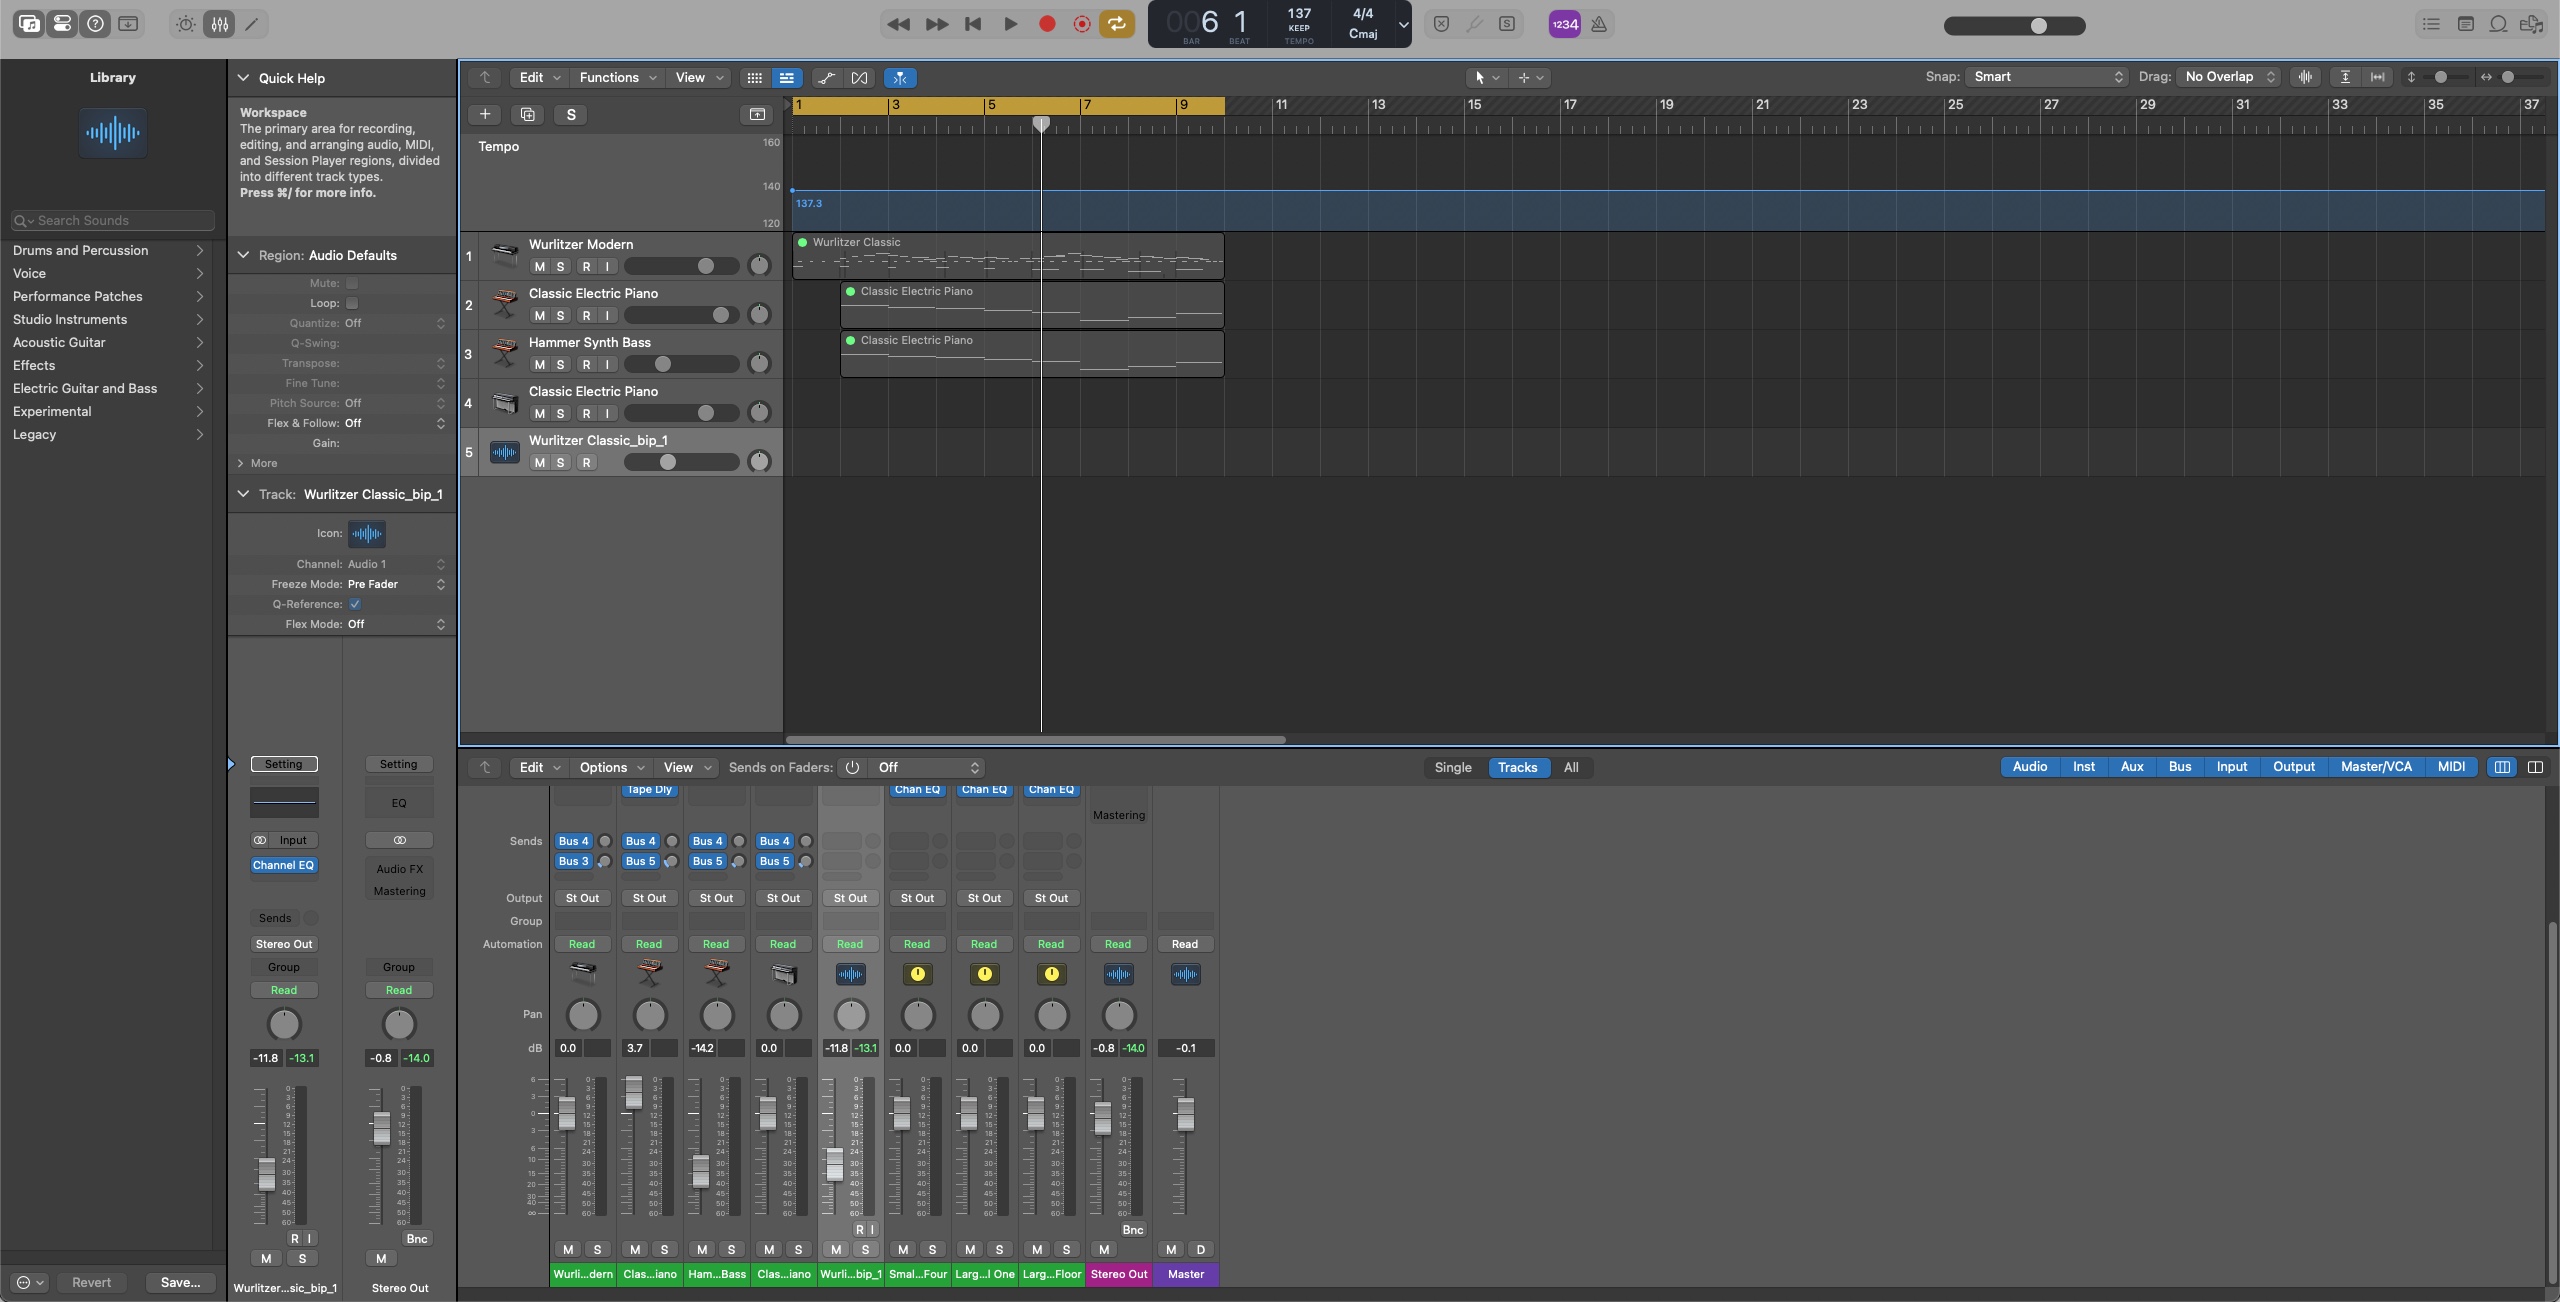 006 1 137 4/4
KEEP Cmaj
BAR BEAT TEMPO
1234
Library
Search Sounds
Drums and Percussion
Voice
Performance Patches
Studio Instruments
Acoustic Guitar
Effects
Electric Guitar and Bass
Experimental
Legacy
Revert Save...
Quick Help
Workspace
The primary area for recording,
editing, and arranging audio, MIDI,
and Session Player regions, divided
into different track types.
Press ⌘/ for more info.
Region: Audio Defaults
Mute:
Loop:
Quantize: Off
Q-Swing:
Transpose:
Fine Tune:
Pitch Source: Off
Flex & Follow: Off
Gain:
More
Track: Wurlitzer Classic_bip_1
Icon:
Channel: Audio 1
Freeze Mode: Pre Fader
Q-Reference:
Flex Mode: Off
Setting Setting
EQ
Input
Channel EQ Audio FX
Mastering
Sends
Stereo Out
Group Group
Read Read
-11.8 -13.1 -0.8 -14.0
R I Bnc
M S M
Wurlitzer...sic_bip_1 Stereo Out
Edit Functions View Snap: Smart Drag: No Overlap
S
1 3 5 7 9 11 13 15 17 19 21 23 25 27 29 31 33 35 37
Tempo 160
140
120
137.3
1 Wurlitzer Modern
M S R I
Wurlitzer Classic
2 Classic Electric Piano
M S R I
Classic Electric Piano
3 Hammer Synth Bass
M S R I
Classic Electric Piano
4 Classic Electric Piano
M S R I
5 Wurlitzer Classic_bip_1
M S R
Edit Options View Sends on Faders: Off Single Tracks All Audio Inst Aux Bus Input Output Master/VCA MIDI
Tape Dly Chan EQ Chan EQ Chan EQ
Mastering
Sends Bus 4 Bus 4 Bus 4 Bus 4
Bus 3 Bus 5 Bus 5 Bus 5
Output St Out St Out St Out St Out St Out St Out St Out St Out
Group
Automation Read Read Read Read Read Read Read Read Read Read
Pan
dB 0.0 3.7 -14.2 0.0 -11.8 -13.1 0.0 0.0 0.0 -0.8 -14.0 -0.1
R I Bnc
M S M S M S M S M S M S M S M S M M D
Wurli...dern Clas...iano Ham...Bass Clas...iano Wurli...bip_1 Smal...Four Larg...l One Larg...Floor Stereo Out Master